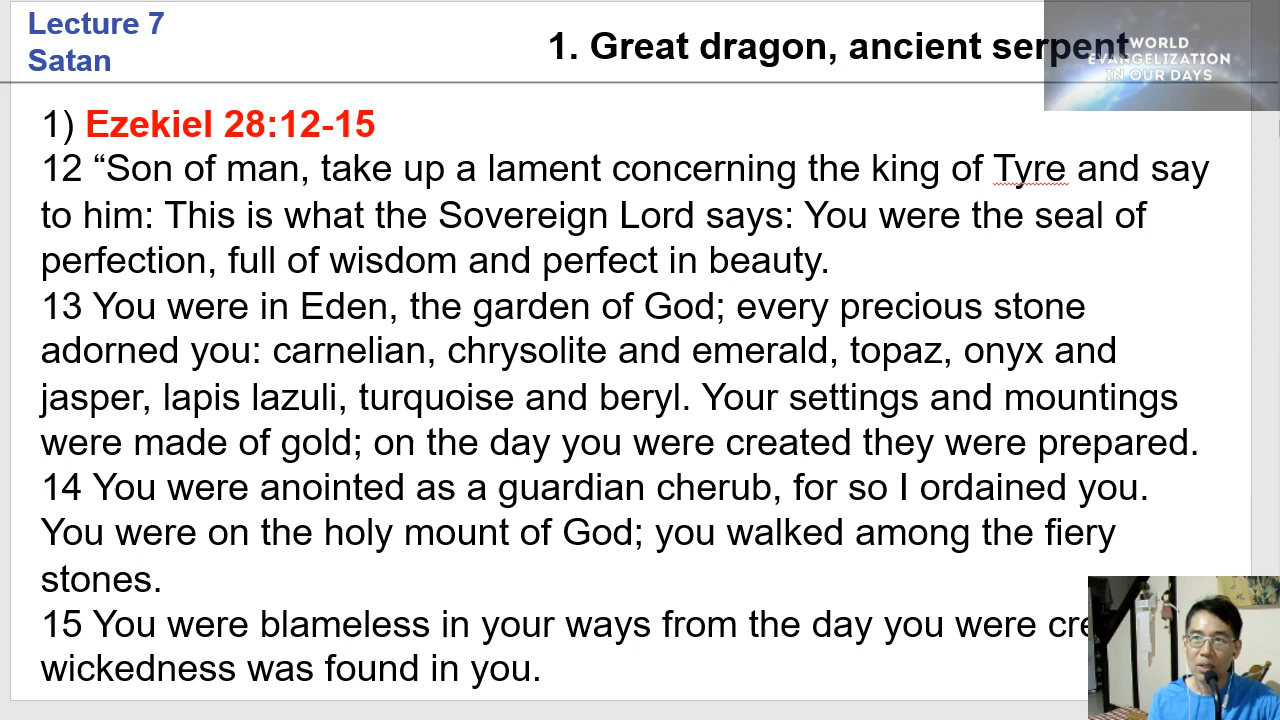 Lecture 7
Satan
1. Great dragon, ancient serpent
WORLD
EVANGELIZATION
IN OUR DAYS
1) Ezekiel 28:12-15
12 “Son of man, take up a lament concerning the king of Tyre and say
to him: This is what the Sovereign Lord says: You were the seal of
perfection, full of wisdom and perfect in beauty.
13 You were in Eden, the garden of God; every precious stone
adorned you: carnelian, chrysolite and emerald, topaz, onyx and
jasper, lapis lazuli, turquoise and beryl. Your settings and mountings
were made of gold; on the day you were created they were prepared.
14 You were anointed as a guardian cherub, for so I ordained you.
You were on the holy mount of God; you walked among the fiery
stones.
15 You were blameless in your ways from the day you were
wickedness was found in you.